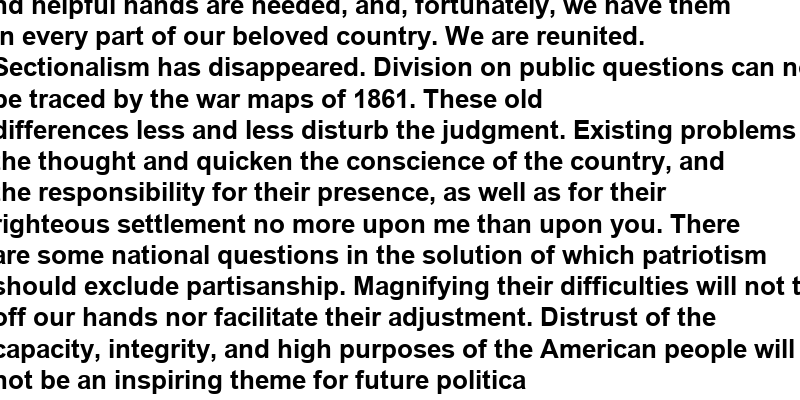 nd helpful hands are needed, and, fortunately, we have them
in every part of our beloved country. We are reunited.
Sectionalism has disappeared. Division on public questions can no
be traced by the war maps of 1861. These old
differences less and less disturb the judgment. Existing problems
the thought and quicken the conscience of the country, and
the responsibility for their presence, as well as for their
righteous settlement no more upon me than upon you. There
are some national questions in the solution of which patriotism
should exclude partisanship. Magnifying their difficulties will not t
off our hands nor facilitate their adjustment. Distrust of the
capacity, integrity, and high purposes of the American people will
not be an inspiring theme for future politica